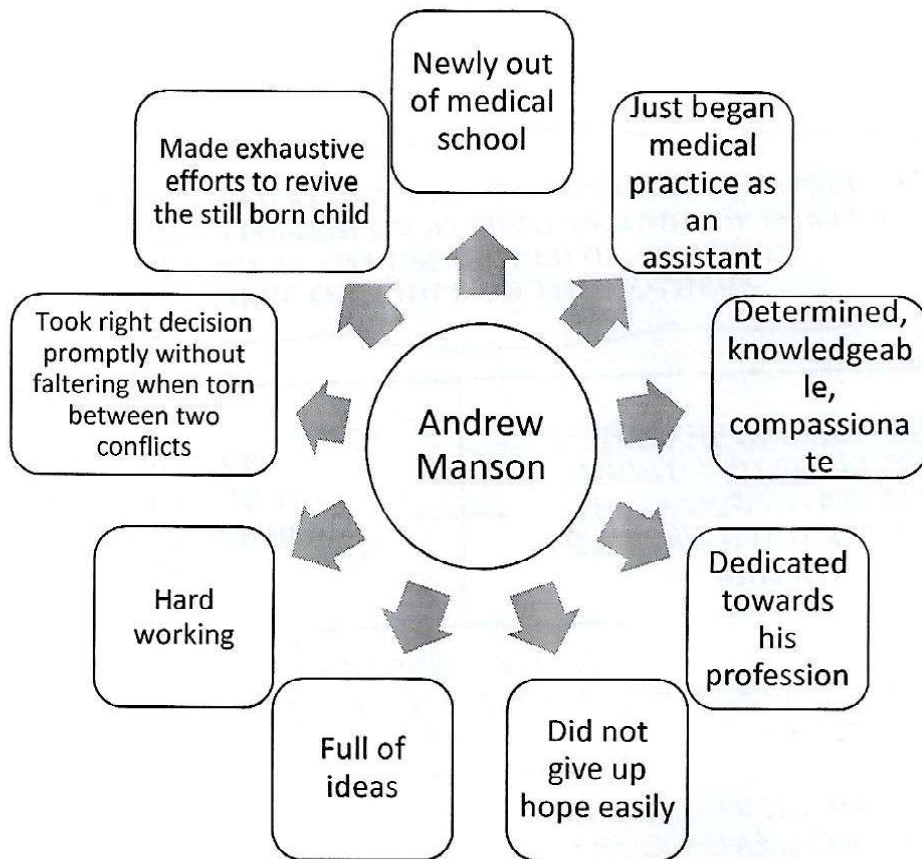 Newly out
of medical
school
Just began
medical
practice as
an
assistant
Determined,
knowledgeab
le,
compassiona
te
Dedicated
towards
his
profession
Did not
give up
hope easily
Full of
ideas
Hard
working
Took right decision
promptly without
faltering when torn
between two
conflicts
Made exhaustive
efforts to revive
the still born child
Andrew
Manson